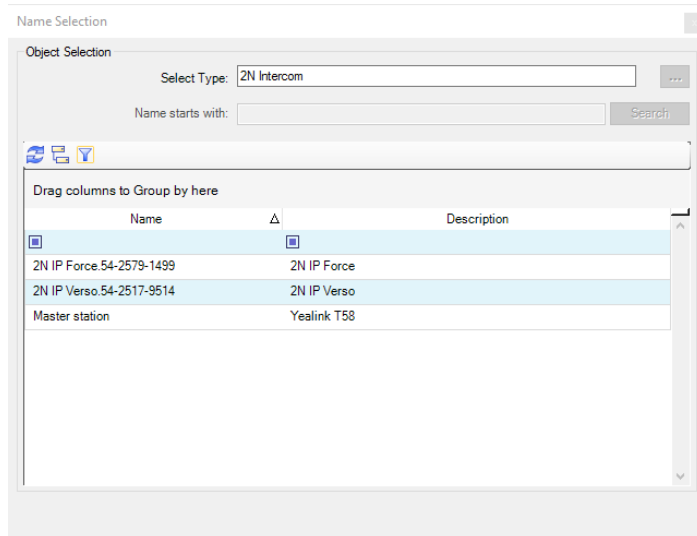 Name Selection
Object Selection
Select Type: 2N Intercom ...
Name starts with: Search
Drag columns to Group by here
Name Description
2N IP Force.54-2579-1499 2N IP Force
2N IP Verso.54-2517-9514 2N IP Verso
Master station Yealink T58